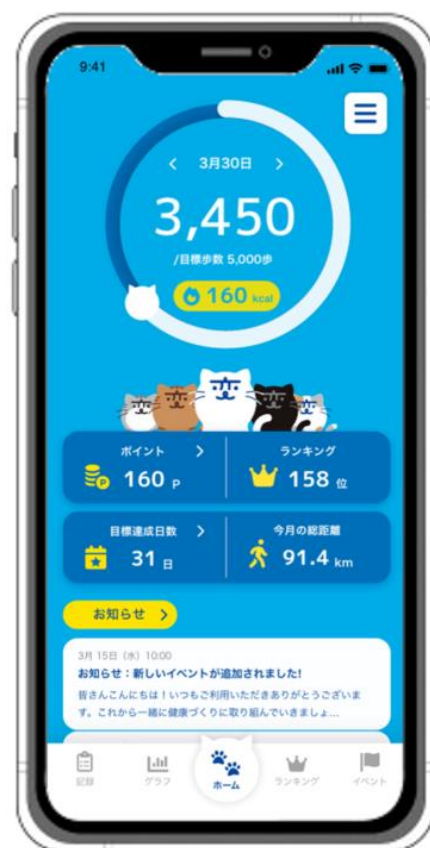 9:41
3月30日
3,450
/目標歩数 5,000歩
160 kcal
ポイント
160 P
ランキング
158 位
目標達成日数
31 日
今月の総距離
91.4 km
お知らせ
3月 15日（水）10:00
お知らせ：新しいイベントが追加されました!
皆さんこんにちは！いつもご利用いただきありがとうございま
す。これから一緒に健康づくりに取り組んでいきましょ...
記録
グラフ
ホーム
ランキング
イベント